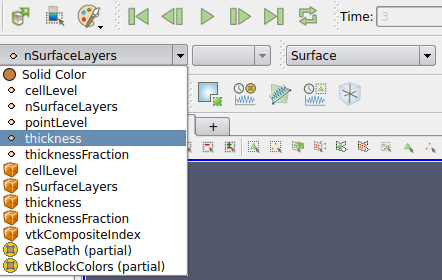 Time: 3
nSurfaceLayers
Surface
Solid Color
cellLevel
nSurfaceLayers
pointLevel
thickness
thicknessFraction
cellLevel
nSurfaceLayers
thickness
thicknessFraction
vtkCompositeIndex
CasePath (partial)
vtkBlockColors (partial)
+